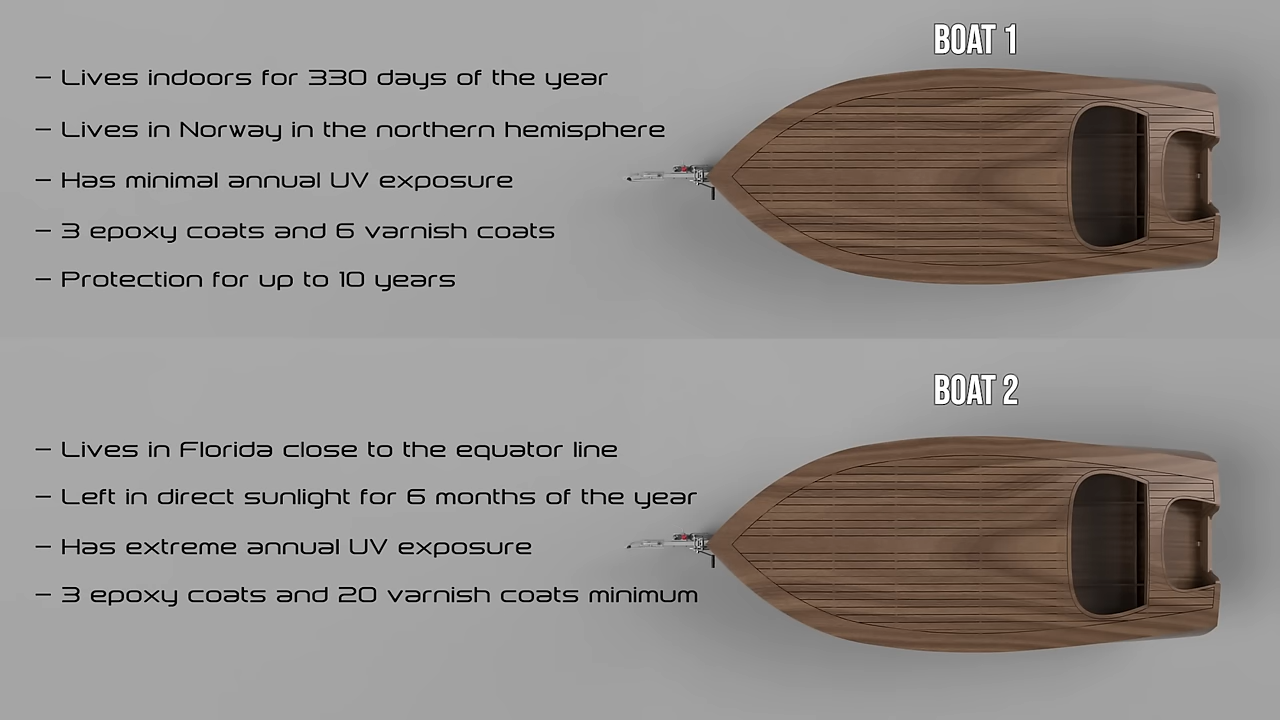 BOAT 1
– Lives indoors for 330 days of the year
– Lives in Norway in the northern hemisphere
– Has minimal annual UV exposure
– 3 epoxy coats and 6 varnish coats
– Protection for up to 10 years
BOAT 2
– Lives in Florida close to the equator line
– Left in direct sunlight for 6 months of the year
– Has extreme annual UV exposure
– 3 epoxy coats and 20 varnish coats minimum